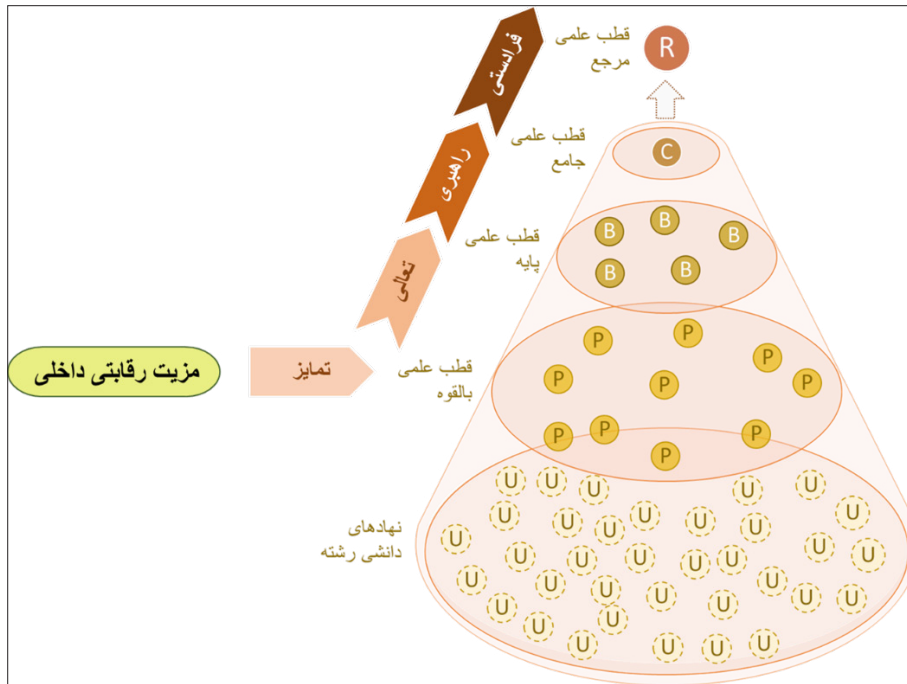 قطب علمی
مرجع
R
فرادستی
قطب علمی
جامع
C
راهبری
قطب علمی
پایه
B B B
B B
تعالی
مزیت رقابتی داخلی
تمایز
قطب علمی
بالقوه
P P P
P P P
P P P
P
نهادهای
دانشی رشته
U U U U U
U U U U U U U
U U U U U U U U
U U U U U U U U
U U U
U U U U